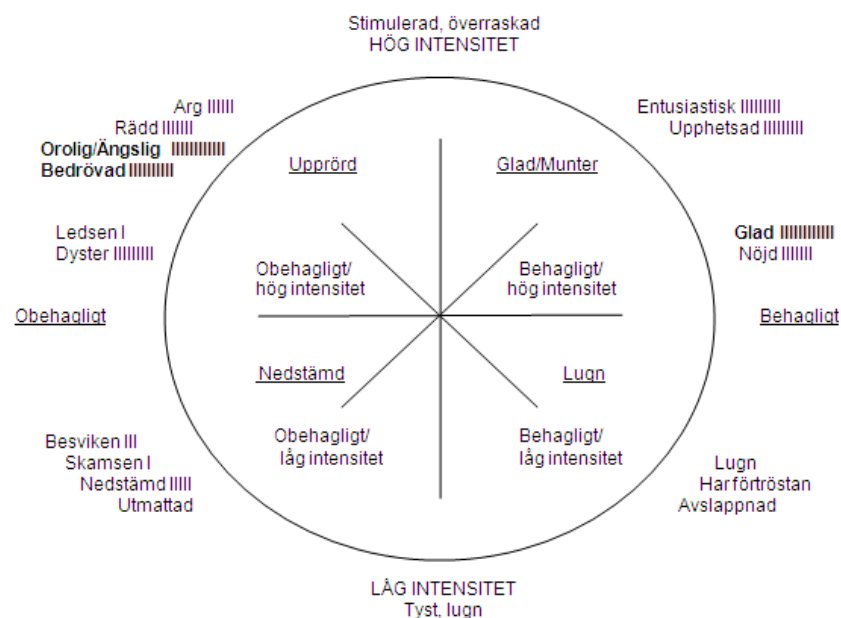 Stimulerad, överraskad
HÖG INTENSITET
Arg IIIIII
Rädd IIIIIII
Orolig/Ängslig IIIIIIIIIIII
Bedrövad IIIIIIIIII
Entusiastisk IIIIIIIII
Upphetsad IIIIIIIII
Upprörd
Glad/Munter
Ledsen I
Dyster IIIIIIIII
Glad IIIIIIIIIIII
Nöjd IIIIIII
Obehagligt/
hög intensitet
Behagligt/
hög intensitet
Obehagligt
Behagligt
Nedstämd
Lugn
Obehagligt/
låg intensitet
Behagligt/
låg intensitet
Besviken III
Skamsen I
Nedstämd IIIII
Utmattad
Lugn
Har förtröstan
Avslappnad
LÅG INTENSITET
Tyst, lugn